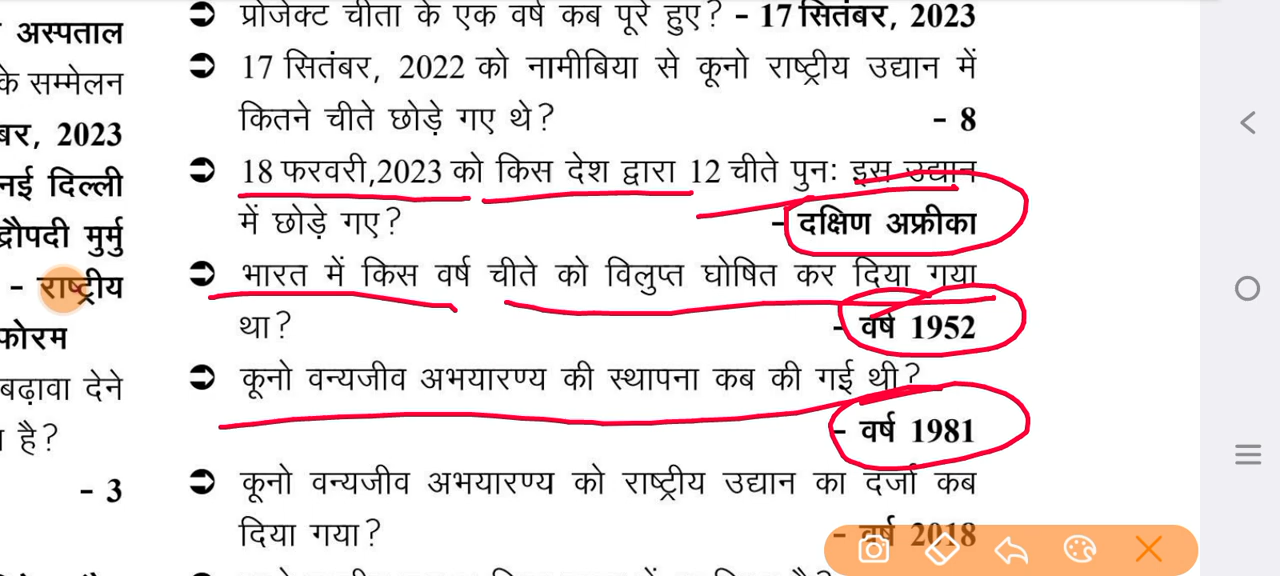 अस्पताल
के सम्मेलन
2023
नई दिल्ली
द्रौपदी मुर्मु
- राष्ट्रीय
फोरम
बढ़ावा देने
है?
- 3
➲ प्रोजेक्ट चीता के एक वर्ष कब पूरे हुए? - 17 सितंबर, 2023
➲ 17 सितंबर, 2022 को नामीबिया से कूनो राष्ट्रीय उद्यान में
कितने चीते छोड़े गए थे? - 8
➲ 18 फरवरी,2023 को किस देश द्वारा 12 चीते पुनः इस उद्यान
में छोड़े गए? - दक्षिण अफ्रीका
➲ भारत में किस वर्ष चीते को विलुप्त घोषित कर दिया गया
था? - वर्ष 1952
➲ कूनो वन्यजीव अभयारण्य की स्थापना कब की गई थी?
- वर्ष 1981
➲ कूनो वन्यजीव अभयारण्य को राष्ट्रीय उद्यान का दर्जा कब
दिया गया? - वर्ष 2018